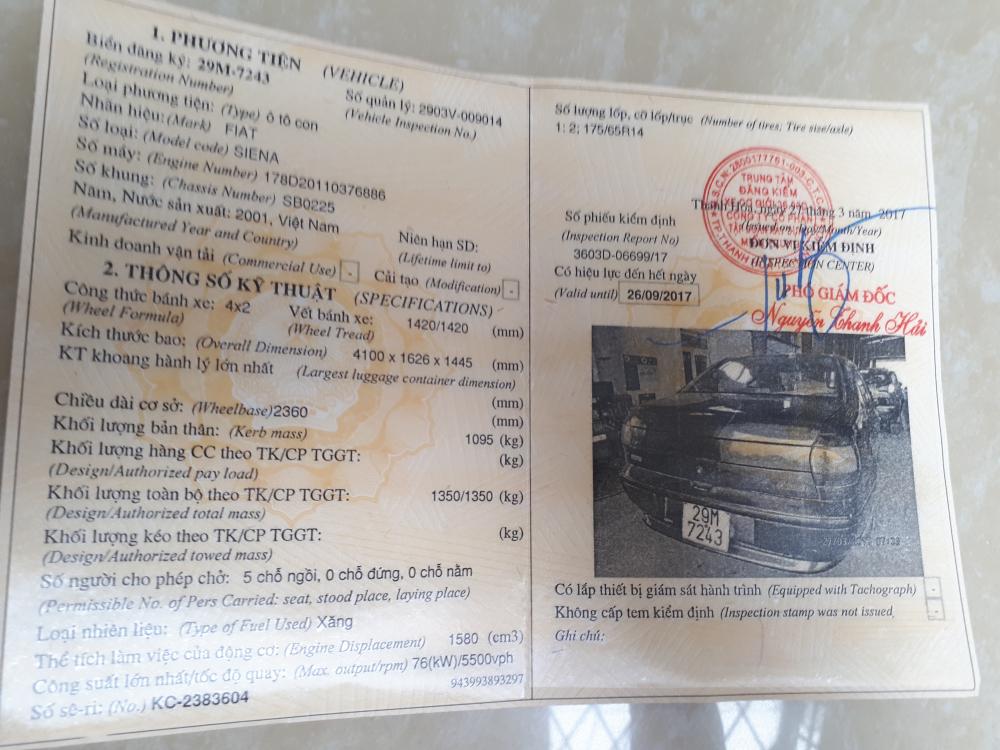 1. PHƯƠNG TIỆN (VEHICLE)
Biển đăng ký: 29M-7243
(Registration Number)
Số quản lý: 2903V-009014
(Vehicle Inspection No.)
Loại phương tiện: (Type) ô tô con
Nhãn hiệu: (Mark) FIAT
Số loại: (Model code) SIENA
Số máy: (Engine Number) 178D20110376886
Số khung: (Chassis Number) SB0225
Năm, Nước sản xuất: 2001, Việt Nam
(Manufactured Year and Country)
Niên hạn SD:
(Lifetime limit to)
Kinh doanh vận tải (Commercial Use) -
Cải tạo (Modification) -
2. THÔNG SỐ KỸ THUẬT (SPECIFICATIONS)
Công thức bánh xe: 4x2
(Wheel Formula)
Vết bánh xe: 1420/1420 (mm)
(Wheel Tread)
Kích thước bao: (Overall Dimension) 4100 x 1626 x 1445 (mm)
KT khoang hành lý lớn nhất (Largest luggage container dimension)
(mm)
Chiều dài cơ sở: (Wheelbase)2360 (mm)
Khối lượng bản thân: (Kerb mass) 1095 (kg)
Khối lượng hàng CC theo TK/CP TGGT: (kg)
(Design/Authorized pay load)
Khối lượng toàn bộ theo TK/CP TGGT: 1350/1350 (kg)
(Design/Authorized total mass)
Khối lượng kéo theo TK/CP TGGT: (kg)
(Design/Authorized towed mass)
Số người cho phép chở: 5 chỗ ngồi, 0 chỗ đứng, 0 chỗ nằm
(Permissible No. of Pers Carried: seat, stood place, laying place)
Loại nhiên liệu: (Type of Fuel Used) Xăng
Thể tích làm việc của động cơ: (Engine Displacement) 1580 (cm3)
Công suất lớn nhất/tốc độ quay: (Max. output/rpm) 76(kW)/5500vph
943993893297
Số sê-ri: (No.) KC-2383604
Số lượng lốp, cỡ lốp/trục (Number of tires; Tire size/axle)
1: 2; 175/65R14
TRUNG TÂM
ĐĂNG KIỂM
Thanh Hóa, ngày 27 tháng 3 năm 2017
Số phiếu kiểm định
(Inspection Report No)
3603D-06699/17
ĐƠN VỊ KIỂM ĐỊNH
(INSPECTION CENTER)
Có hiệu lực đến hết ngày
(Valid until) 26/09/2017
PHÓ GIÁM ĐỐC
Nguyễn Thanh Hải
29M
7243
Có lắp thiết bị giám sát hành trình (Equipped with Tachograph) -
Không cấp tem kiểm định (Inspection stamp was not issued -
Ghi chú:
-